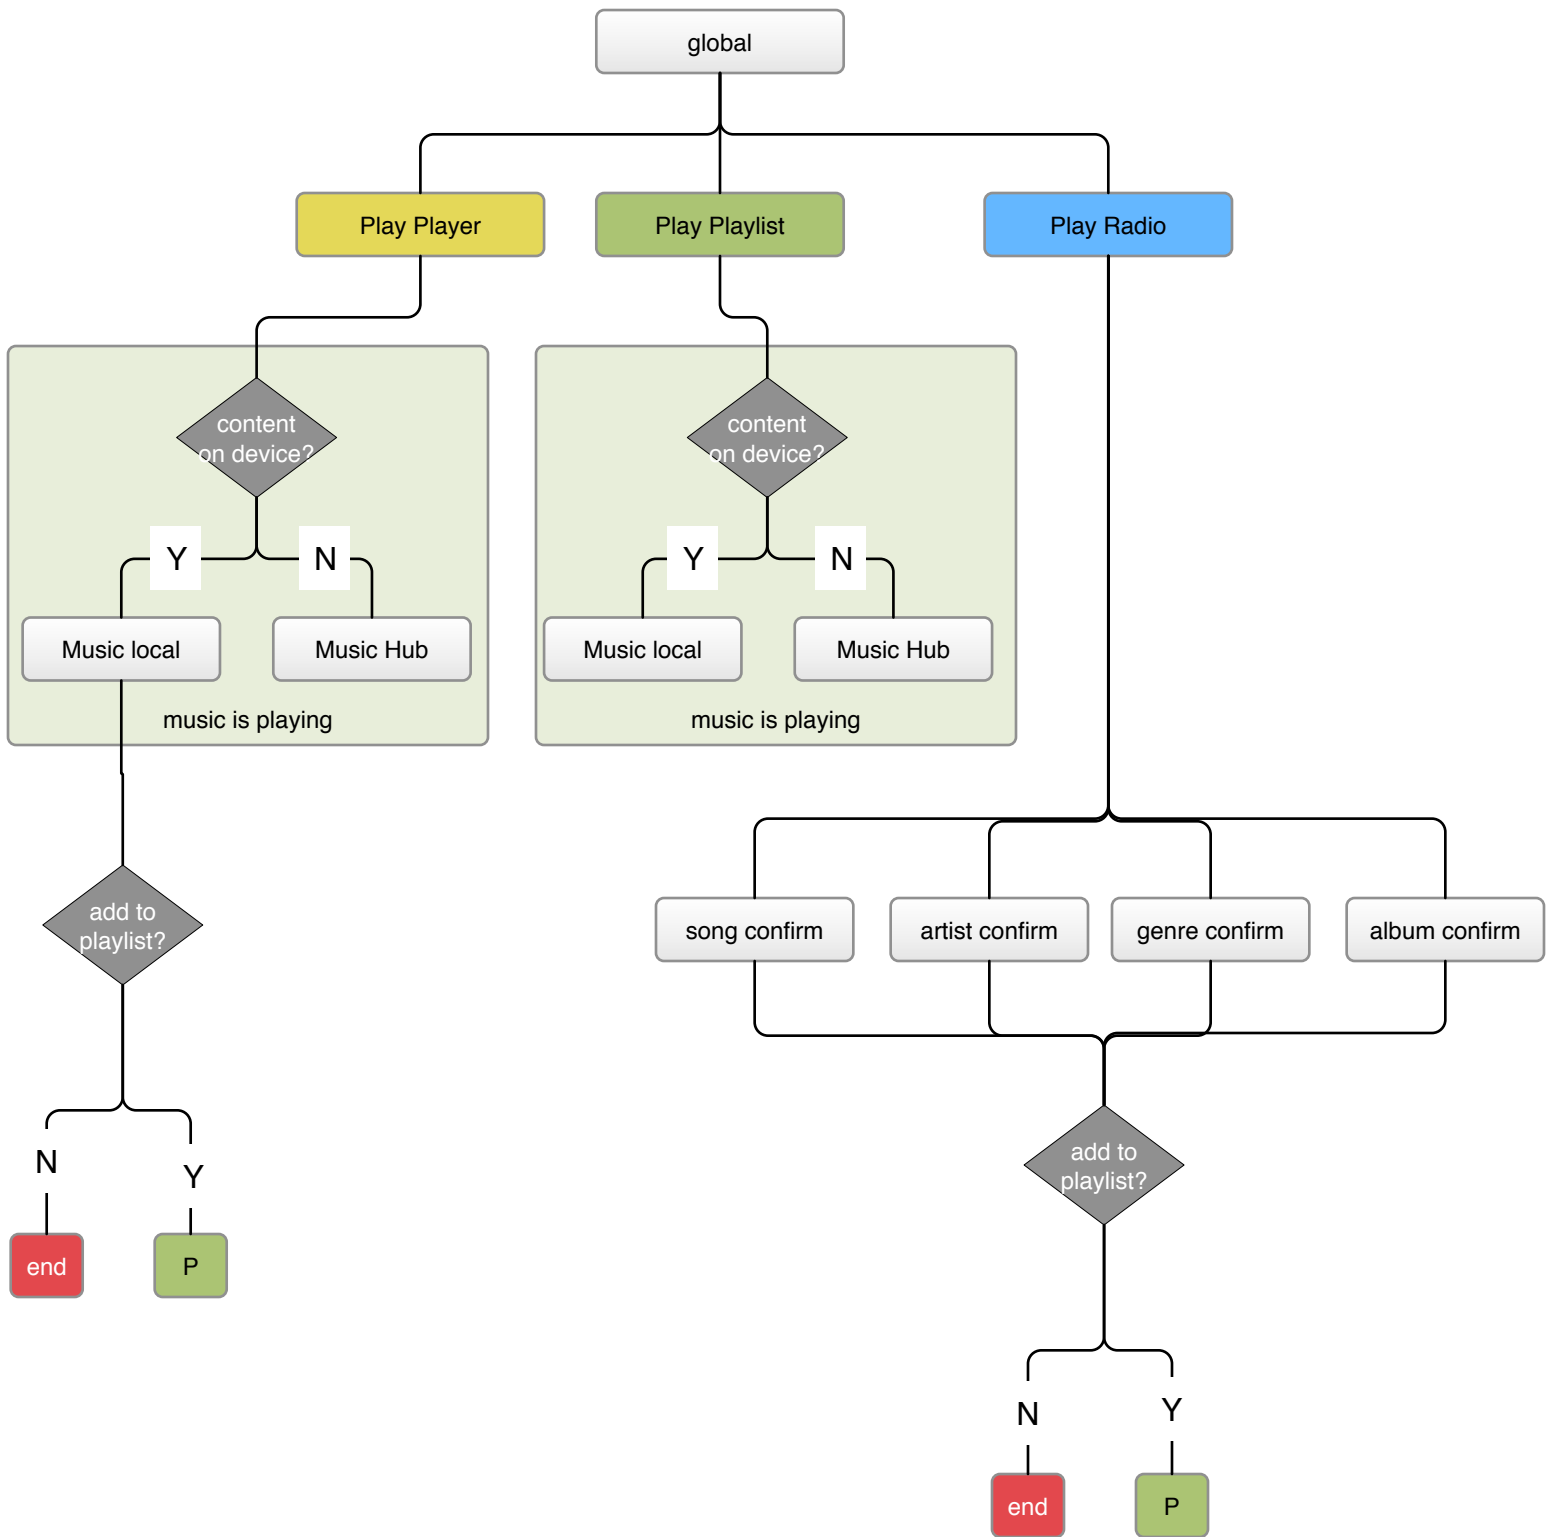 global
Play Player
Play Playlist
Play Radio
content
on device?
content
on device?
Y
N
Y
N
Music local
Music Hub
Music local
Music Hub
music is playing
music is playing
add to
playlist?
song confirm
artist confirm
genre confirm
album confirm
N
Y
add to
playlist?
end
P
N
Y
end
P